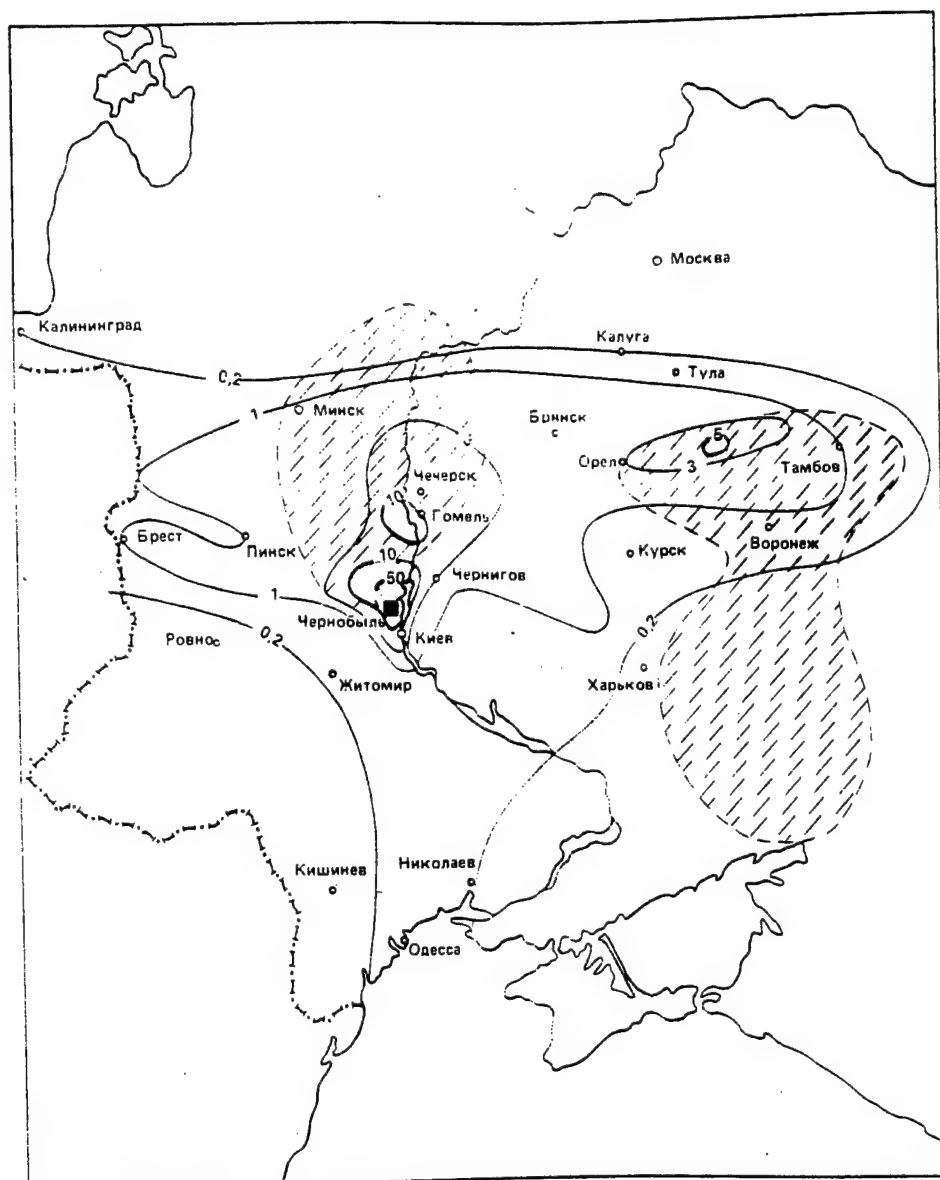 Москва
Калининград
Калуга
0,2
Тула
1
Минск
Брянск
5
Орел
3
Тамбов
Чечерск
10
Гомель
Брест
Пинск
Воронеж
Курск
10
50
Чернигов
1
Чернобыль
0,2
0,2
Ровно
Киев
Житомир
Харьков
Кишинев
Николаев
Одесса